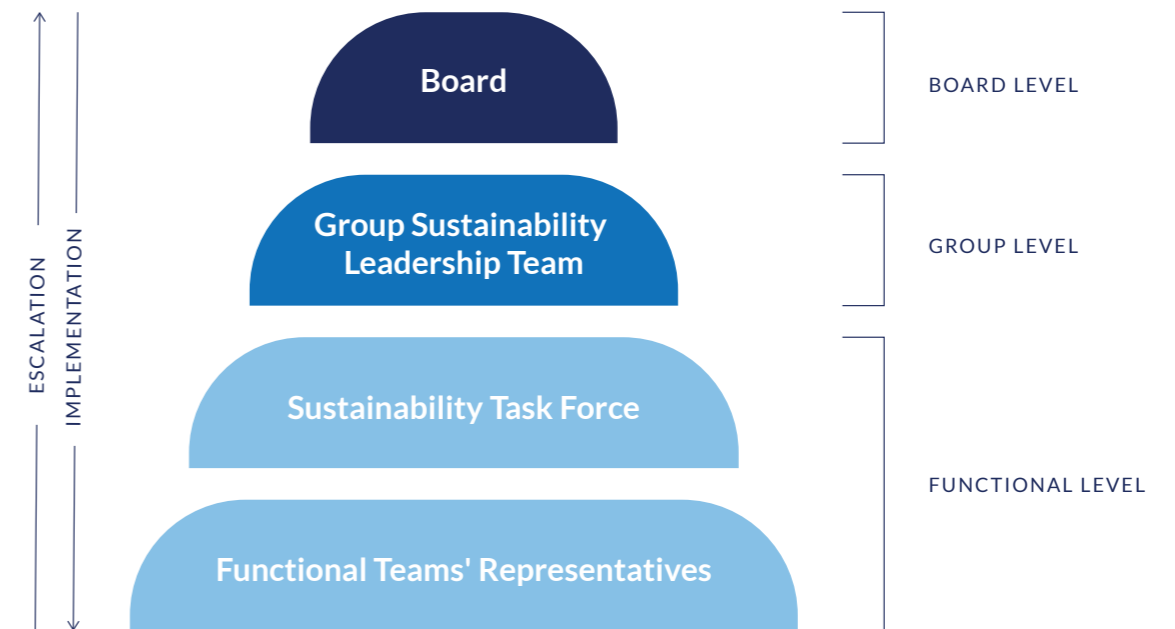 Board
BOARD LEVEL
Group Sustainability
Leadership Team
GROUP LEVEL
ESCALATION
IMPLEMENTATION
Sustainability Task Force
FUNCTIONAL LEVEL
Functional Teams' Representatives